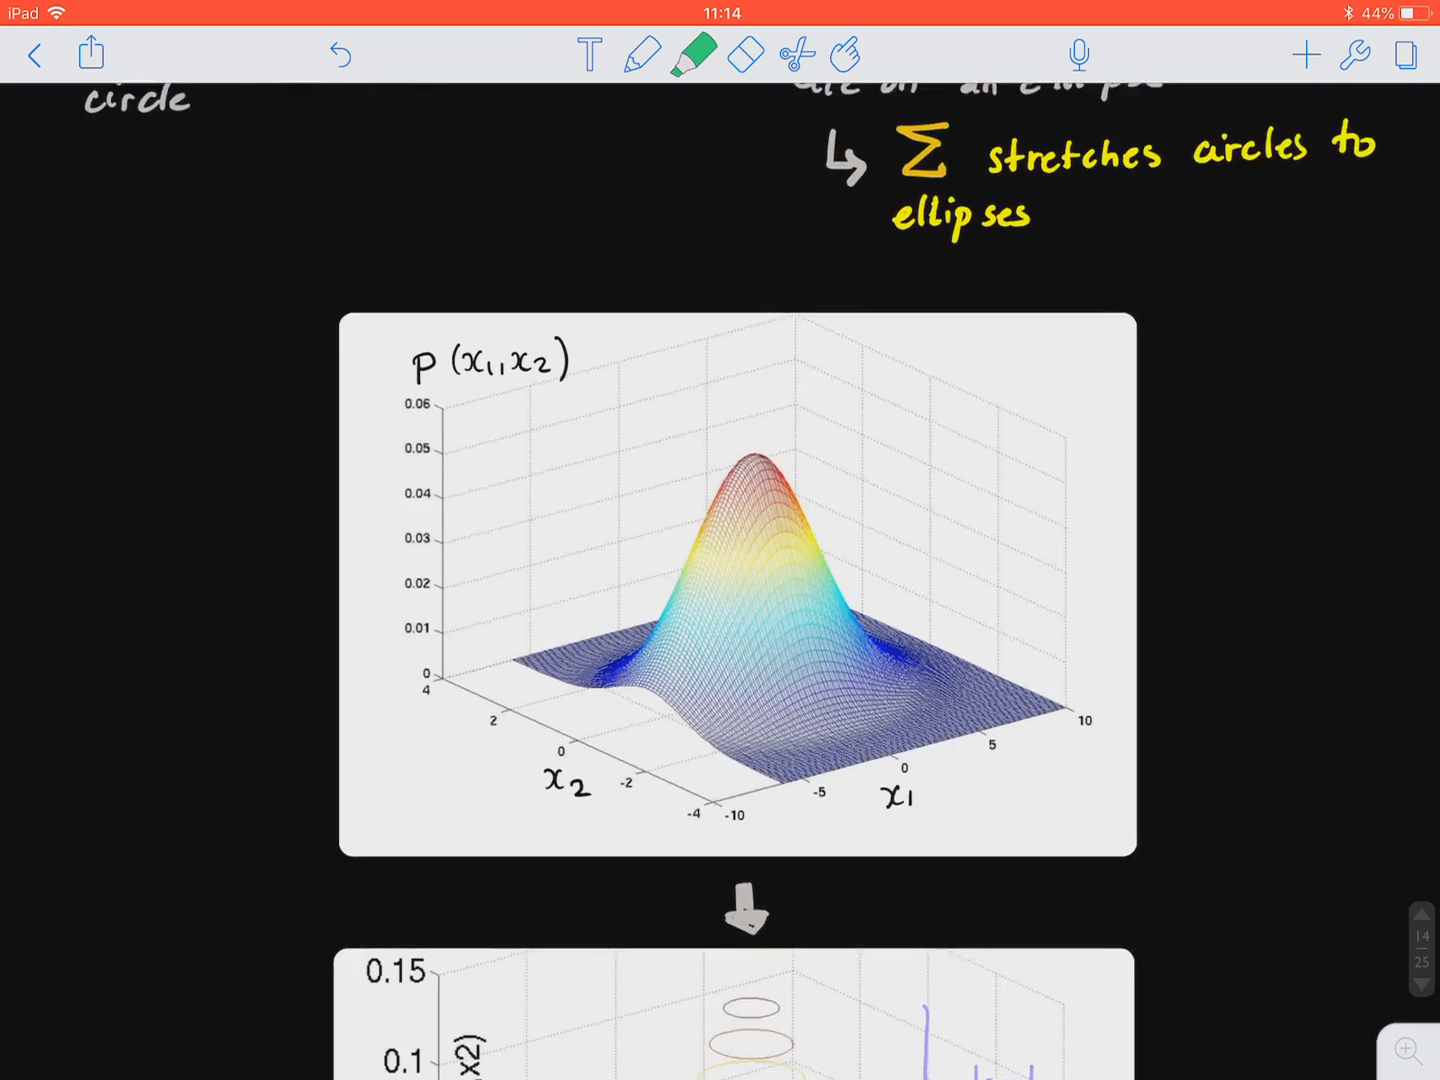 iPad
11:14
44%
circle
an
Σ stretches circles to
ellipses
P (x1, x2)
0.06
0.05
0.04
0.03
0.02
0.01
0
4
2
0
-2
-4
x2
-10
-5
0
5
10
x1
14
25
0.15
0.1
x2)